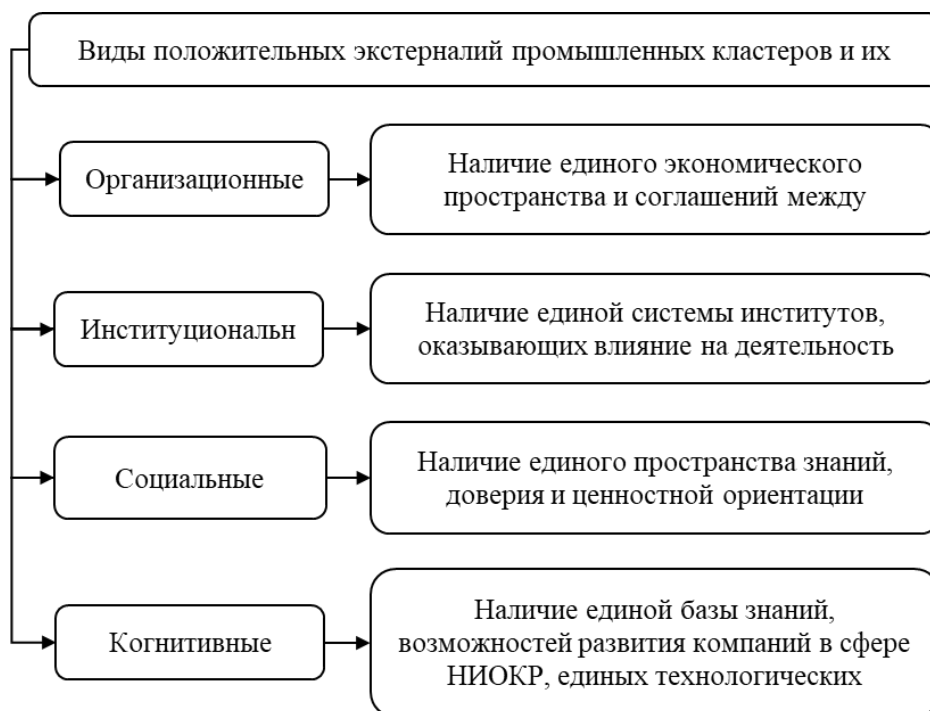 Виды положительных экстерналий промышленных кластеров и их
Организационные
Наличие единого экономического
пространства и соглашений между
Институциональн
Наличие единой системы институтов,
оказывающих влияние на деятельность
Социальные
Наличие единого пространства знаний,
доверия и ценностной ориентации
Когнитивные
Наличие единой базы знаний,
возможностей развития компаний в сфере
НИОКР, единых технологических